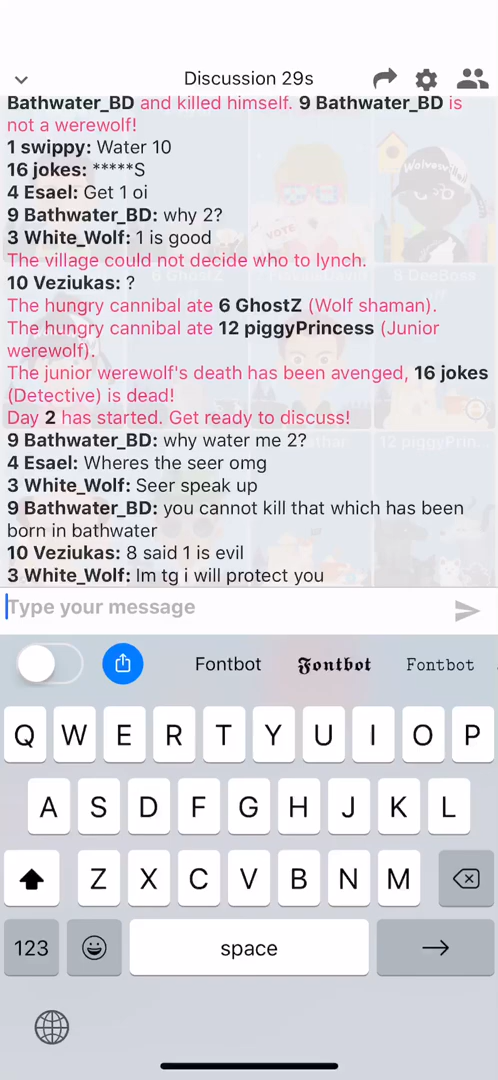 Discussion 29s
Bathwater_BD and killed himself. 9 Bathwater_BD is
not a werewolf!
1 swippy: Water 10
16 jokes: *****S
4 Esael: Get 1 oi
9 Bathwater_BD: why 2?
3 White_Wolf: 1 is good
The village could not decide who to lynch.
10 Veziukas: ?
The hungry cannibal ate 6 GhostZ (Wolf shaman).
The hungry cannibal ate 12 piggyPrincess (Junior
werewolf).
The junior werewolf's death has been avenged, 16 jokes
(Detective) is dead!
Day 2 has started. Get ready to discuss!
9 Bathwater_BD: why water me 2?
4 Esael: Wheres the seer omg
3 White_Wolf: Seer speak up
9 Bathwater_BD: you cannot kill that which has been
born in bathwater
10 Veziukas: 8 said 1 is evil
3 White_Wolf: Im tg i will protect you
Type your message
Fontbot 𝕱𝖔𝖓𝖙𝖇𝖔𝖙 𝙵𝚘𝚗𝚝𝚋𝚘𝚝
Q W E R T Y U I O P
A S D F G H J K L
Z X C V B N M
123 space